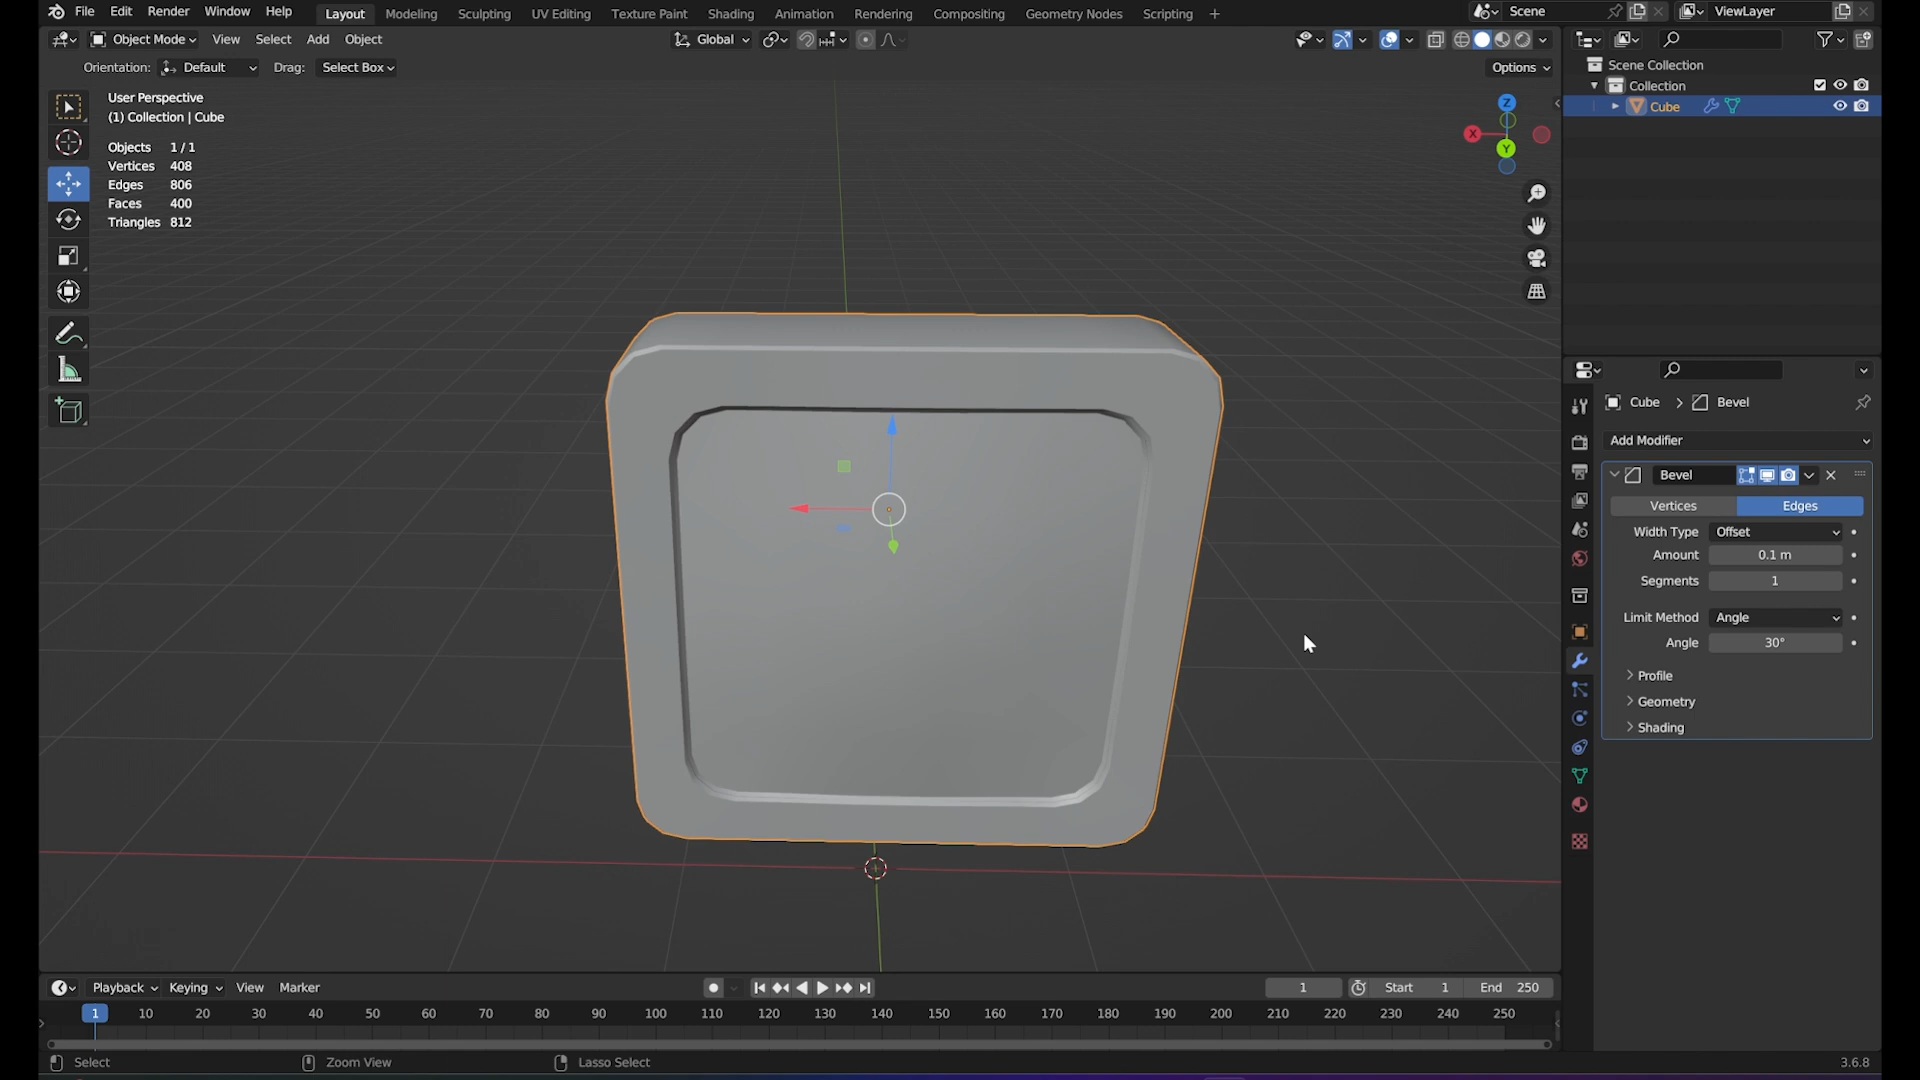 File Edit Render Window Help Layout Modeling Sculpting UV Editing Texture Paint Shading Animation Rendering Compositing Geometry Nodes Scripting + Scene ViewLayer
Object Mode View Select Add Object Global
Orientation: Default Drag: Select Box Options
Scene Collection
Collection
Cube
User Perspective
(1) Collection | Cube
Objects 1/1
Vertices 408
Edges 806
Faces 400
Triangles 812
Z
X
Y
Cube > Bevel
Add Modifier
Bevel
Vertices Edges
Width Type Offset
Amount 0.1 m
Segments 1
Limit Method Angle
Angle 30°
Profile
Geometry
Shading
Playback Keying View Marker 1 Start 1 End 250
1 10 20 30 40 50 60 70 80 90 100 110 120 130 140 150 160 170 180 190 200 210 220 230 240 250
Select Zoom View Lasso Select 3.6.8